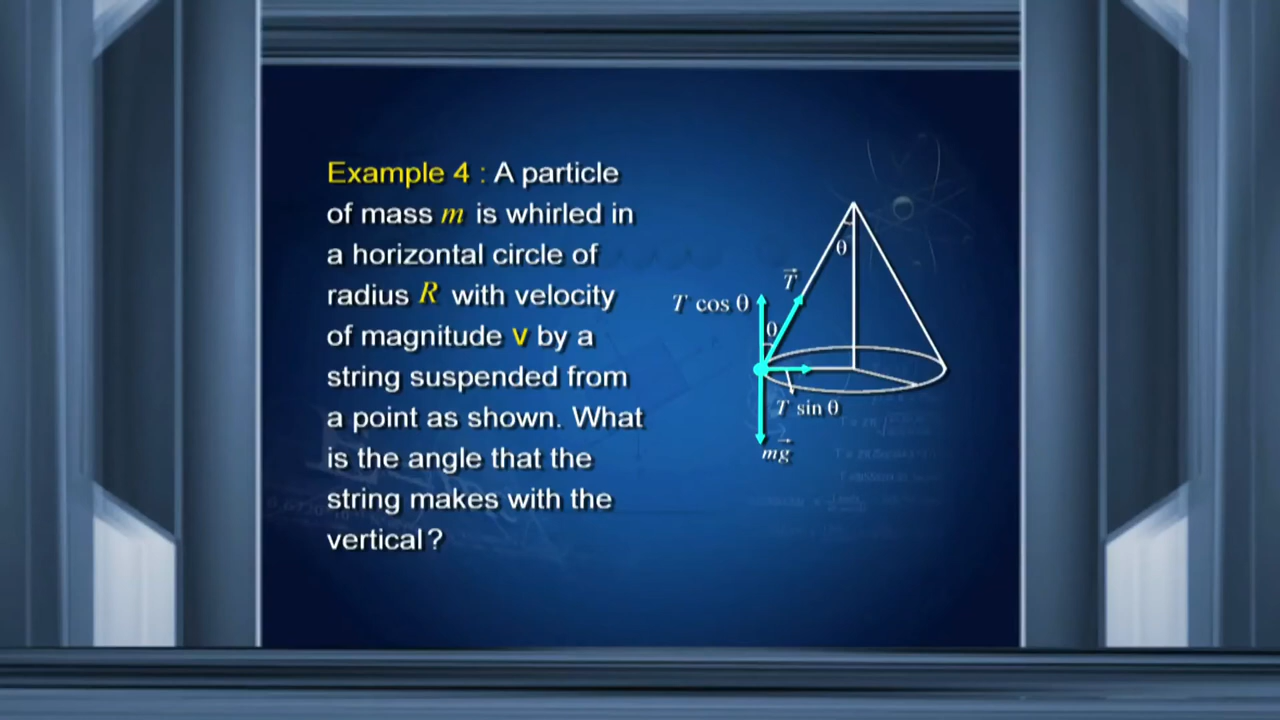 Example 4 : A particle
of mass m is whirled in
a horizontal circle of
radius R with velocity
of magnitude v by a
string suspended from
a point as shown. What
is the angle that the
string makes with the
vertical?
θ
T⃗
T cos θ
θ
T sin θ
mg⃗